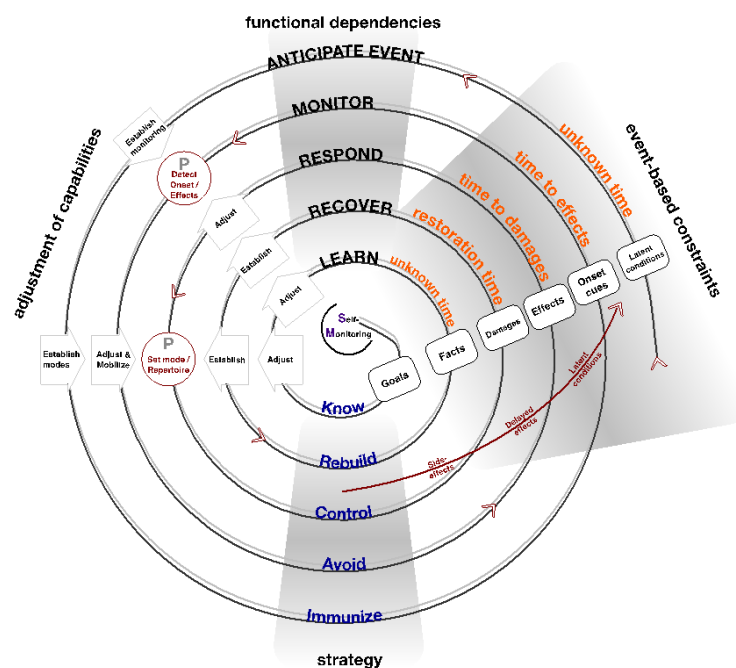 functional dependencies
ANTICIPATE EVENT
MONITOR
RESPOND
RECOVER
LEARN
adjustment of capabilities
Establish
monitoring
P
Detect
Onset /
Effects
Adjust
Establish
Adjust
unknown time
restoration time
time to damages
time to effects
unknown time
event-based constraints
Self-
Monitoring
Goals
Facts
Damages
Effects
Onset
cues
Latent
conditions
Establish
modes
Adjust &
Mobilize
P
Set mode /
Repertoire
Establish
Adjust
Side-
effects
Delayed
effects
Latent
conditions
Know
Rebuild
Control
Avoid
Immunize
strategy